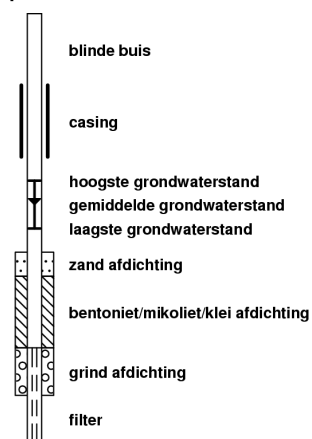 blinde buis
casing
hoogste grondwaterstand
gemiddelde grondwaterstand
laagste grondwaterstand
zand afdichting
bentoniet/mikoliet/klei afdichting
grind afdichting
filter